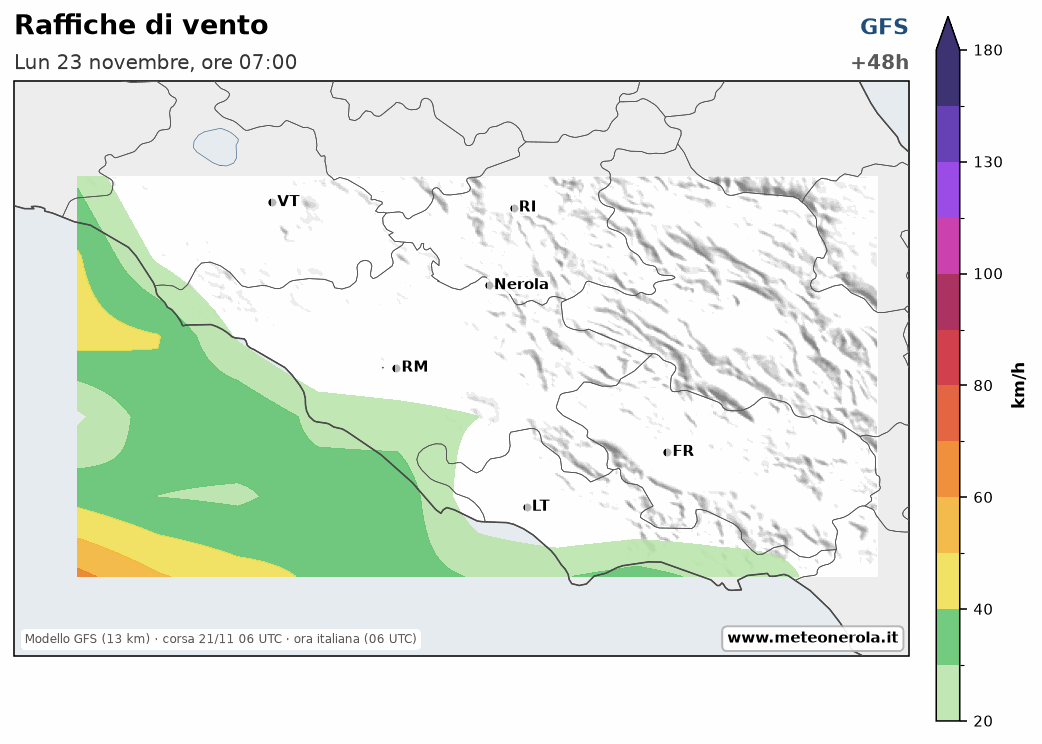 Raffiche di vento
GFS
Lun 23 novembre, ore 07:00
+48h
180
130
100
80
60
40
20
km/h
VT
RI
Nerola
RM
FR
LT
Modello GFS (13 km) · corsa 21/11 06 UTC · ora italiana (06 UTC)
www.meteonerola.it